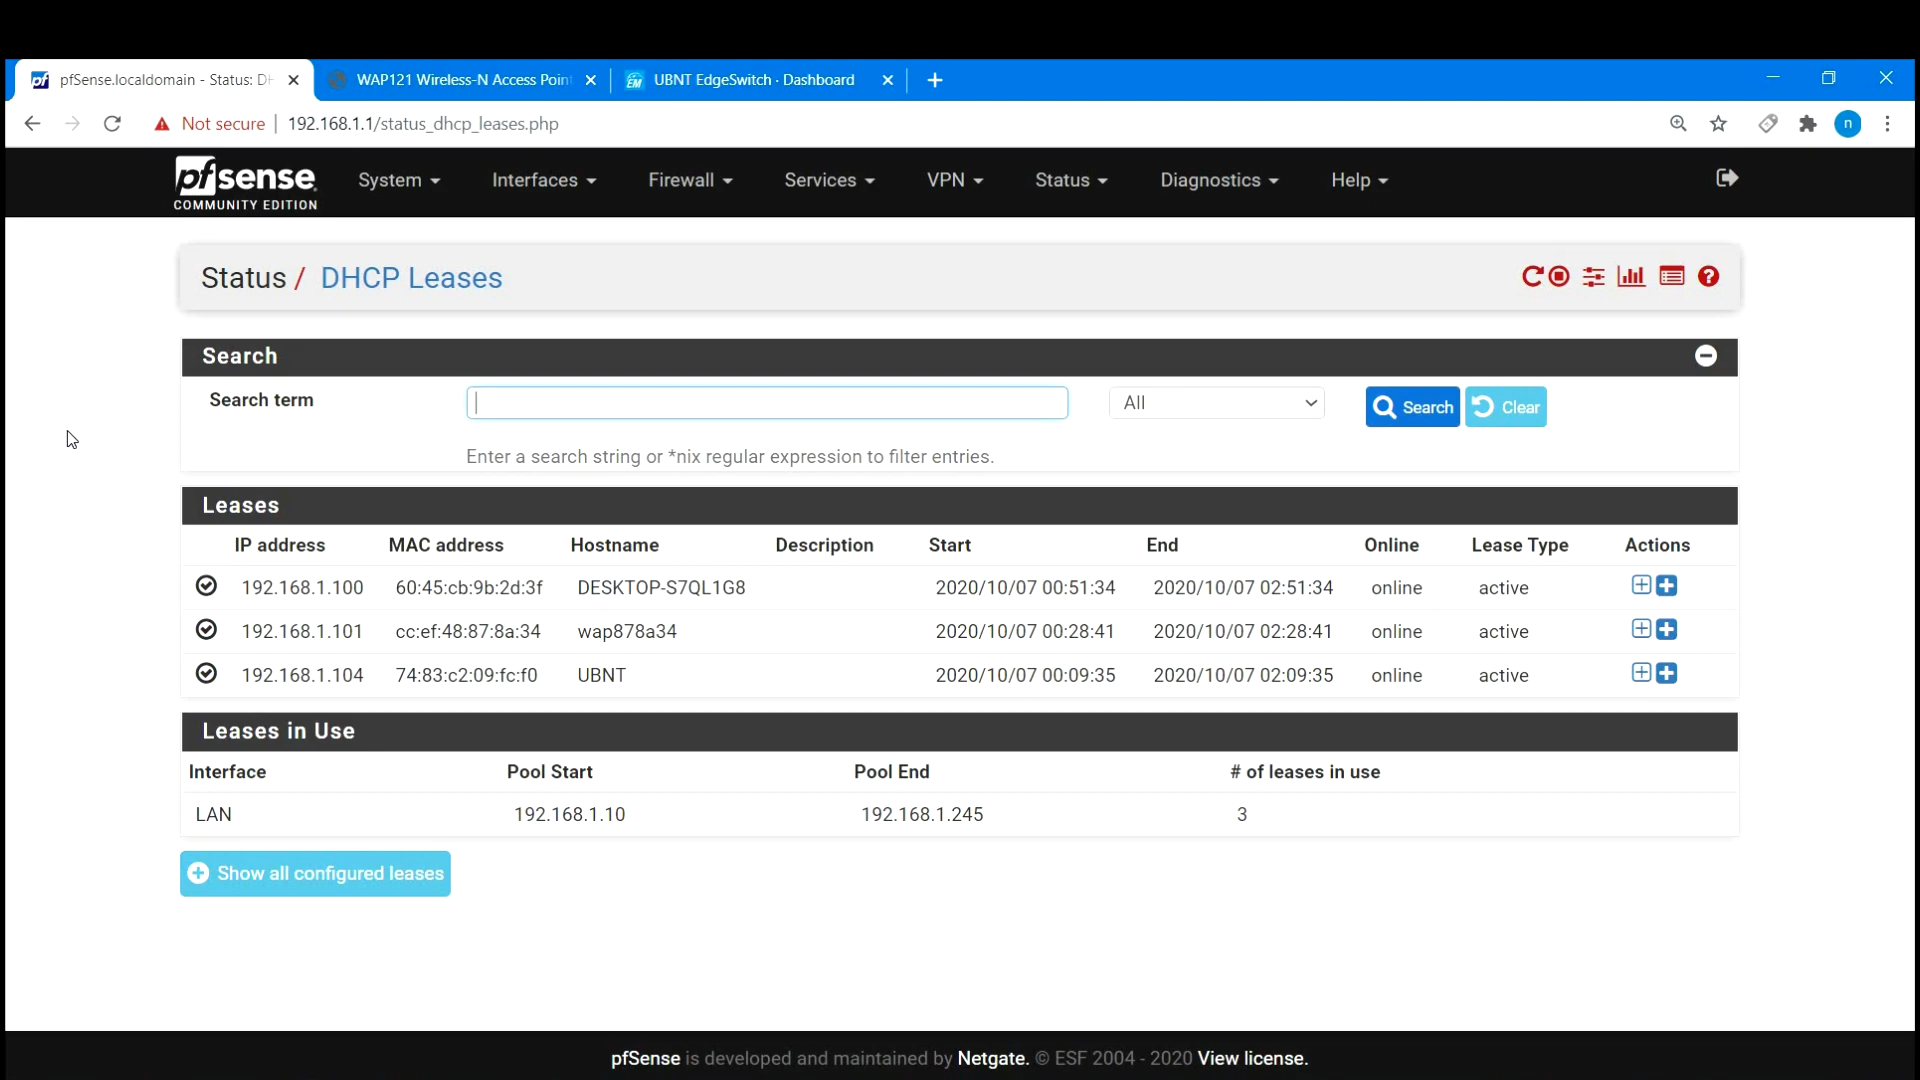 pfSense.localdomain - Status: DH
WAP121 Wireless-N Access Poin
UBNT EdgeSwitch · Dashboard
Not secure | 192.168.1.1/status_dhcp_leases.php
n
pfsense
COMMUNITY EDITION
System
Interfaces
Firewall
Services
VPN
Status
Diagnostics
Help
Status / DHCP Leases
Search
Search term
All
Search
Clear
Enter a search string or *nix regular expression to filter entries.
Leases
IP address MAC address Hostname Description Start End Online Lease Type Actions
192.168.1.100 60:45:cb:9b:2d:3f DESKTOP-S7QL1G8 2020/10/07 00:51:34 2020/10/07 02:51:34 online active
192.168.1.101 cc:ef:48:87:8a:34 wap878a34 2020/10/07 00:28:41 2020/10/07 02:28:41 online active
192.168.1.104 74:83:c2:09:fc:f0 UBNT 2020/10/07 00:09:35 2020/10/07 02:09:35 online active
Leases in Use
Interface Pool Start Pool End # of leases in use
LAN 192.168.1.10 192.168.1.245 3
Show all configured leases
pfSense is developed and maintained by Netgate. © ESF 2004 - 2020 View license.